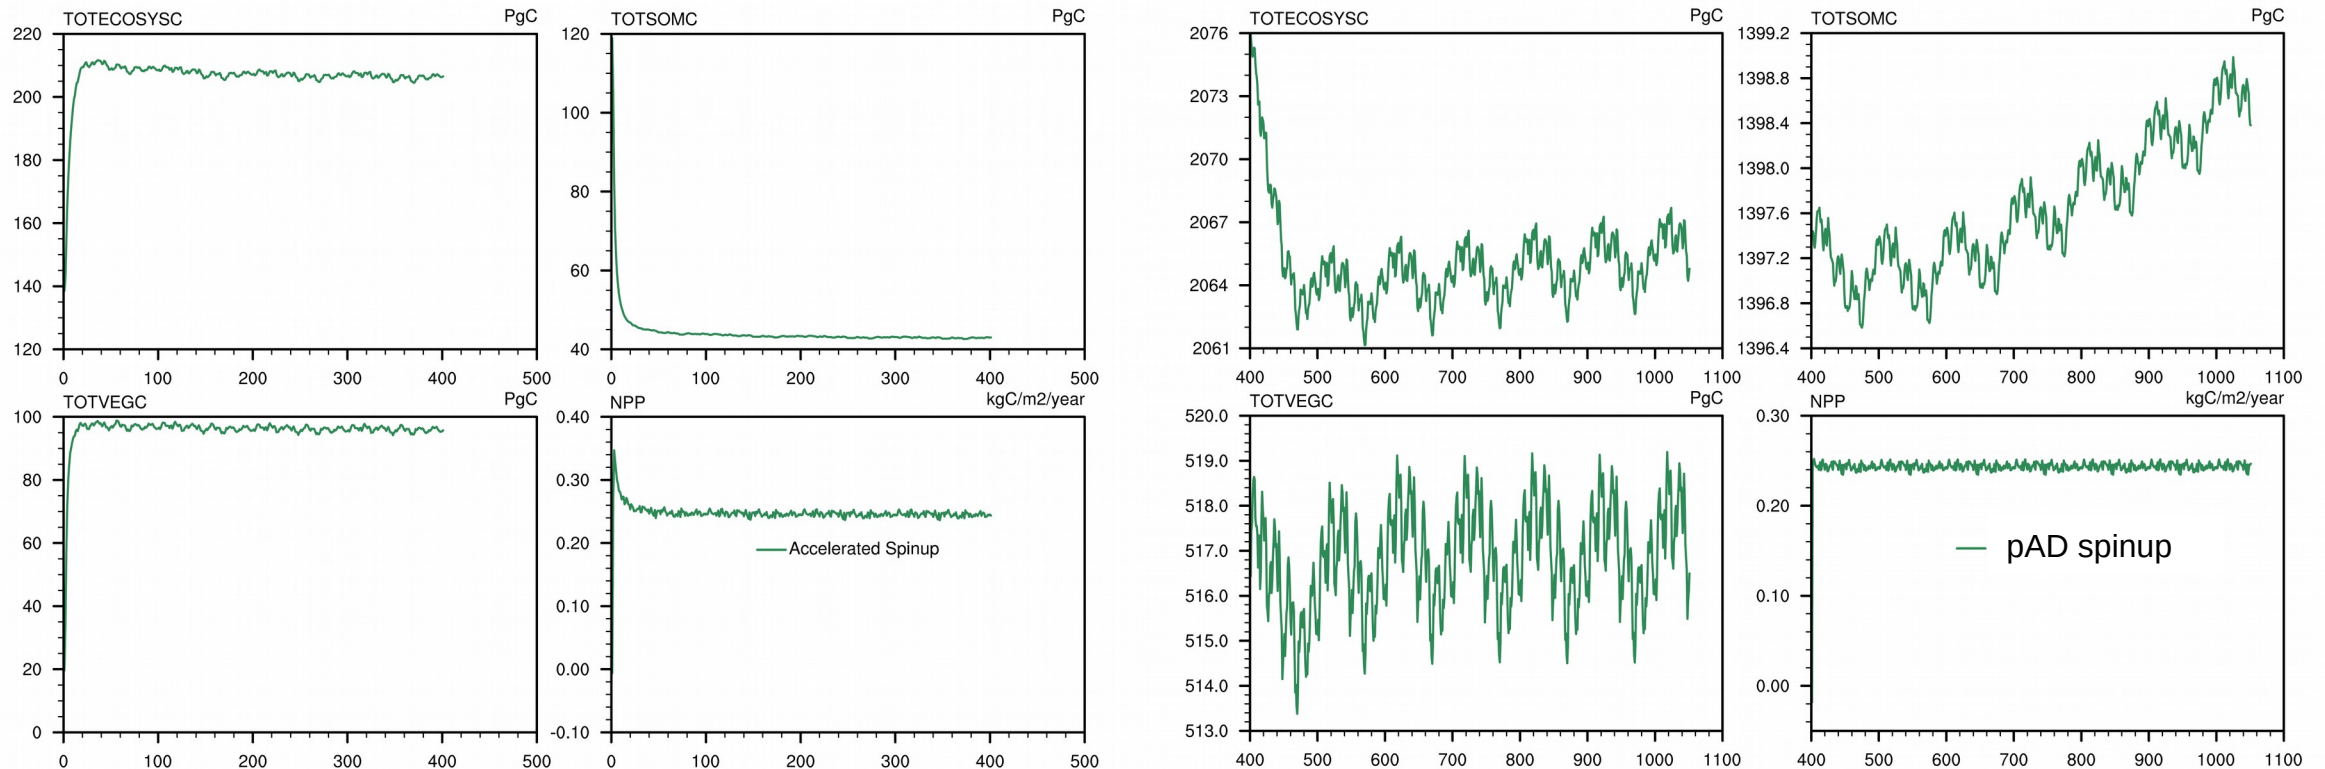 TOTECOSYSC PgC
220
200
180
160
140
120
0 100 200 300 400 500
TOTSOMC PgC
120
100
80
60
40
0 100 200 300 400 500
TOTVEGC PgC
100
80
60
40
20
0
0 100 200 300 400 500
NPP kgC/m2/year
0.40
0.30
0.20
0.10
0.00
-0.10
Accelerated Spinup
0 100 200 300 400 500
TOTECOSYSC PgC
2076
2073
2070
2067
2064
2061
400 500 600 700 800 900 1000 1100
TOTSOMC PgC
1399.2
1398.8
1398.4
1398.0
1397.6
1397.2
1396.8
1396.4
400 500 600 700 800 900 1000 1100
TOTVEGC PgC
520.0
519.0
518.0
517.0
516.0
515.0
514.0
513.0
400 500 600 700 800 900 1000 1100
NPP kgC/m2/year
0.30
0.20
0.10
0.00
pAD spinup
400 500 600 700 800 900 1000 1100